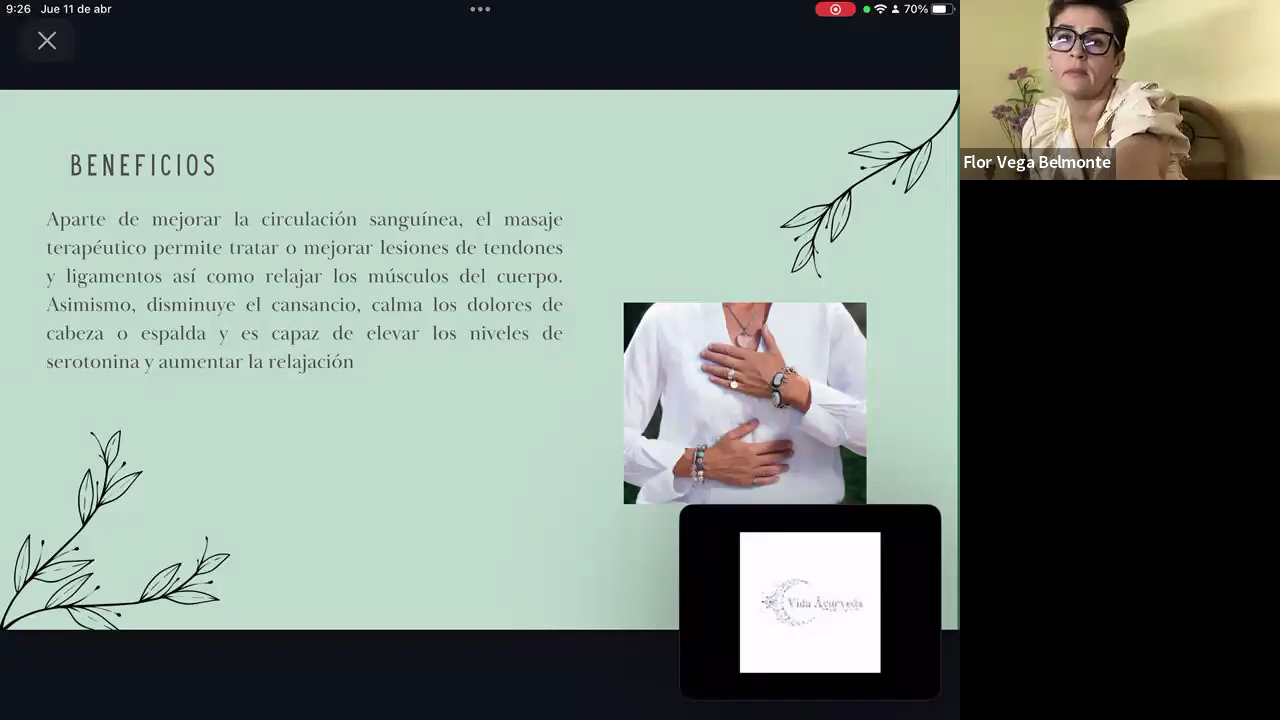 9:26 Jue 11 de abr
70%
BENEFICIOS
Aparte de mejorar la circulación sanguínea, el masaje
terapéutico permite tratar o mejorar lesiones de tendones
y ligamentos así como relajar los músculos del cuerpo.
Asimismo, disminuye el cansancio, calma los dolores de
cabeza o espalda y es capaz de elevar los niveles de
serotonina y aumentar la relajación
Flor Vega Belmonte
Vida Áyurveda